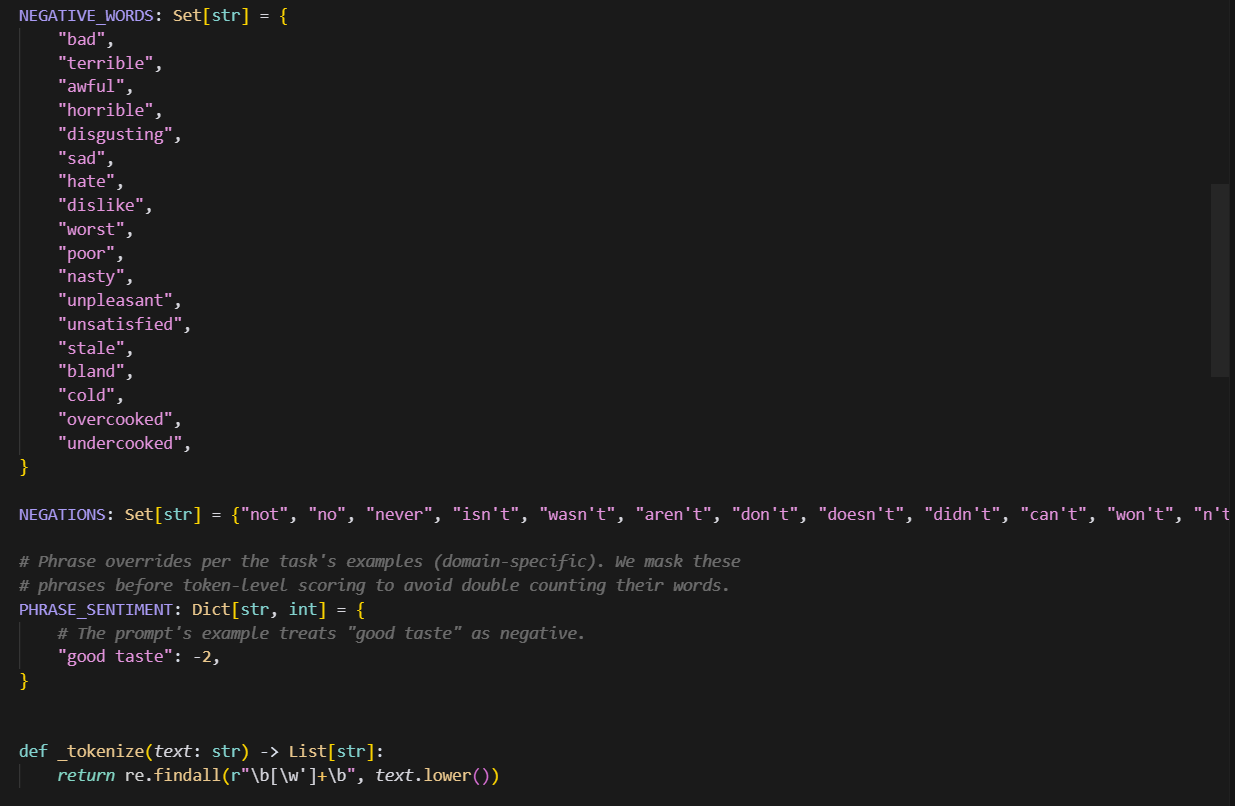 NEGATIVE_WORDS: Set[str] = {
    "bad",
    "terrible",
    "awful",
    "horrible",
    "disgusting",
    "sad",
    "hate",
    "dislike",
    "worst",
    "poor",
    "nasty",
    "unpleasant",
    "unsatisfied",
    "stale",
    "bland",
    "cold",
    "overcooked",
    "undercooked",
}
NEGATIONS: Set[str] = {"not", "no", "never", "isn't", "wasn't", "aren't", "don't", "doesn't", "didn't", "can't", "won't", "n't
# Phrase overrides per the task's examples (domain-specific). We mask these
# phrases before token-level scoring to avoid double counting their words.
PHRASE_SENTIMENT: Dict[str, int] = {
    # The prompt's example treats "good taste" as negative.
    "good taste": -2,
}
def _tokenize(text: str) -> List[str]:
    return re.findall(r"\b[\w']+\b", text.lower())